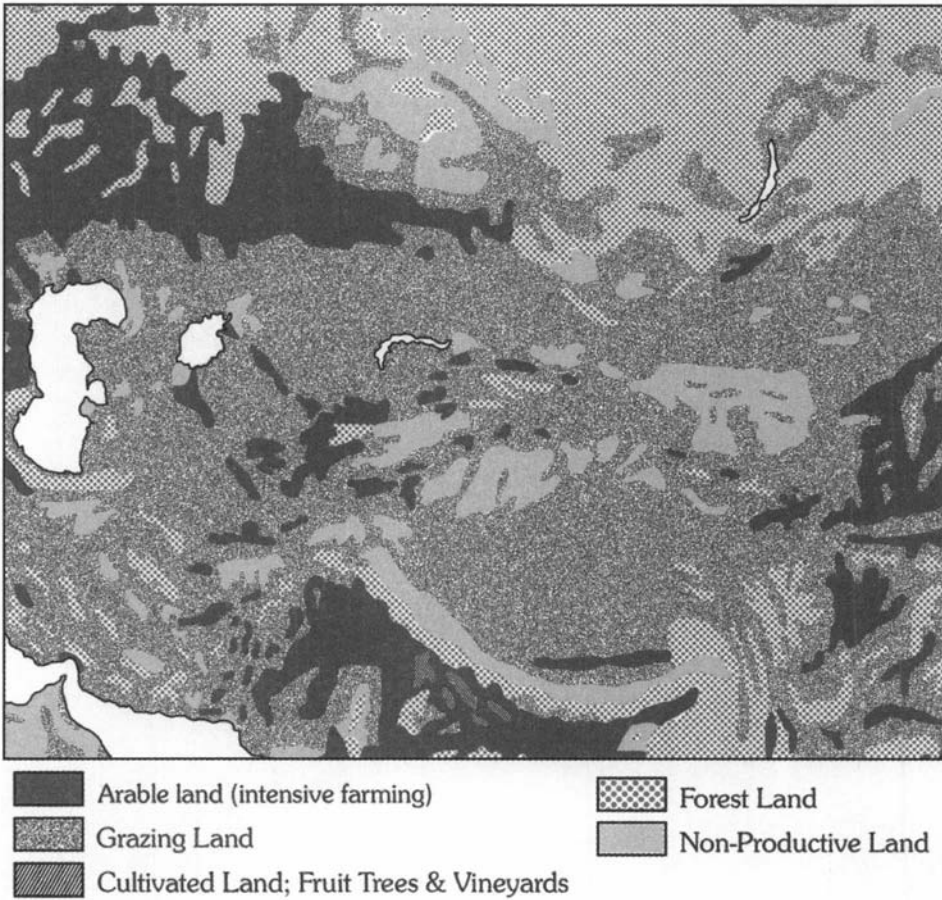 Arable land (intensive farming)
Grazing Land
Cultivated Land; Fruit Trees & Vineyards
Forest Land
Non-Productive Land